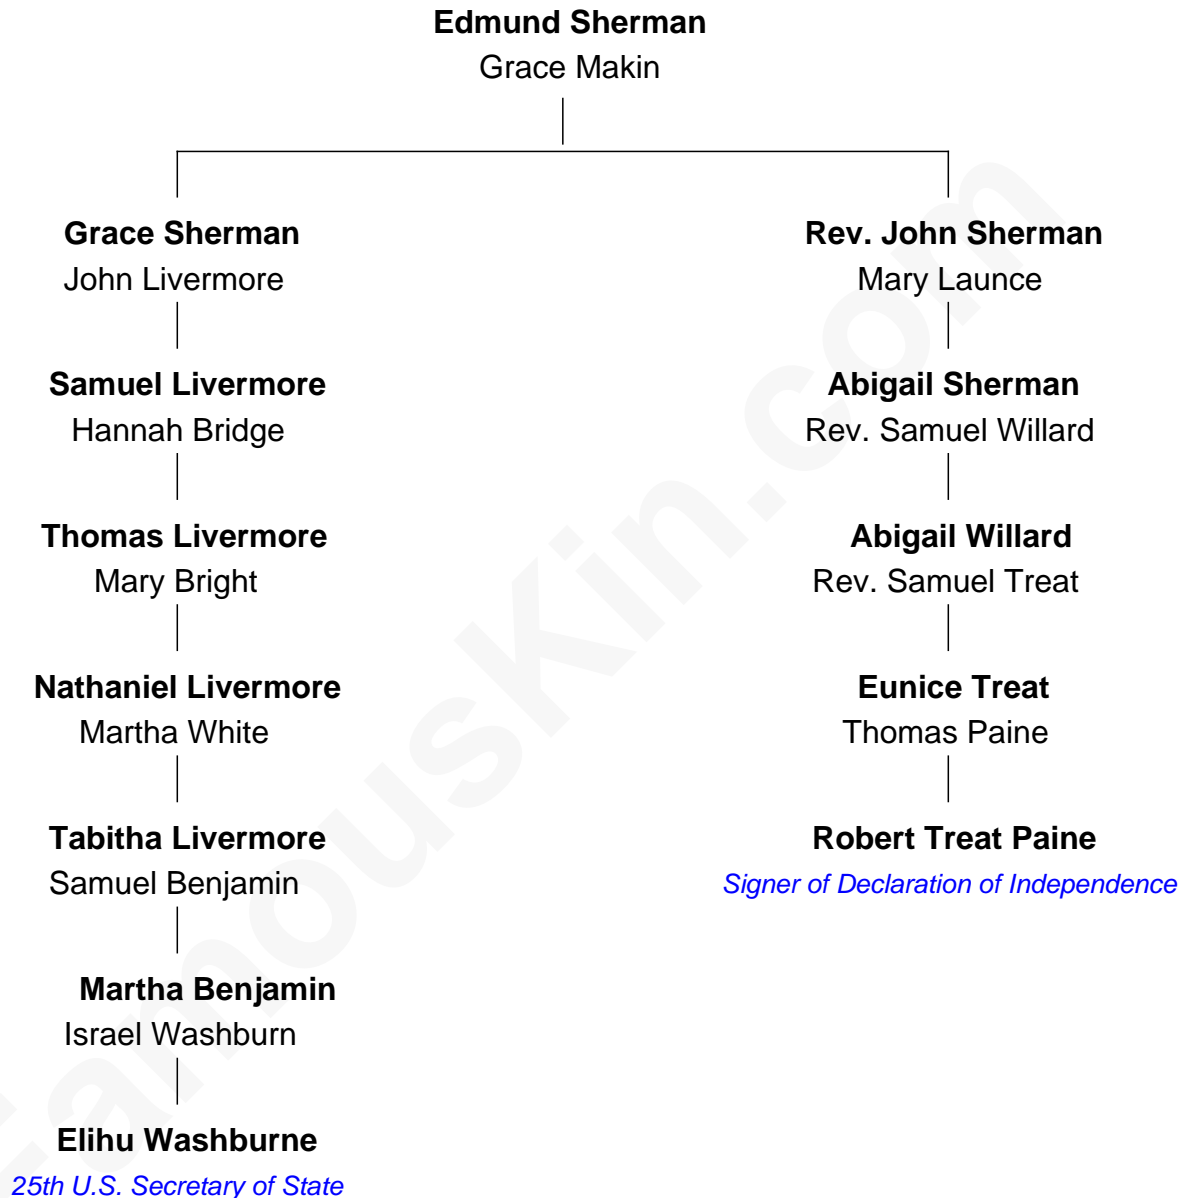 Edmund Sherman
Grace Makin
Grace Sherman
John Livermore
Rev. John Sherman
Mary Launce
Samuel Livermore
Hannah Bridge
Abigail Sherman
Rev. Samuel Willard
Thomas Livermore
Mary Bright
Abigail Willard
Rev. Samuel Treat
Nathaniel Livermore
Martha White
Eunice Treat
Thomas Paine
Tabitha Livermore
Samuel Benjamin
Robert Treat Paine
Signer of Declaration of Independence
Martha Benjamin
Israel Washburn
Elihu Washburne
25th U.S. Secretary of State
FamousKin.com